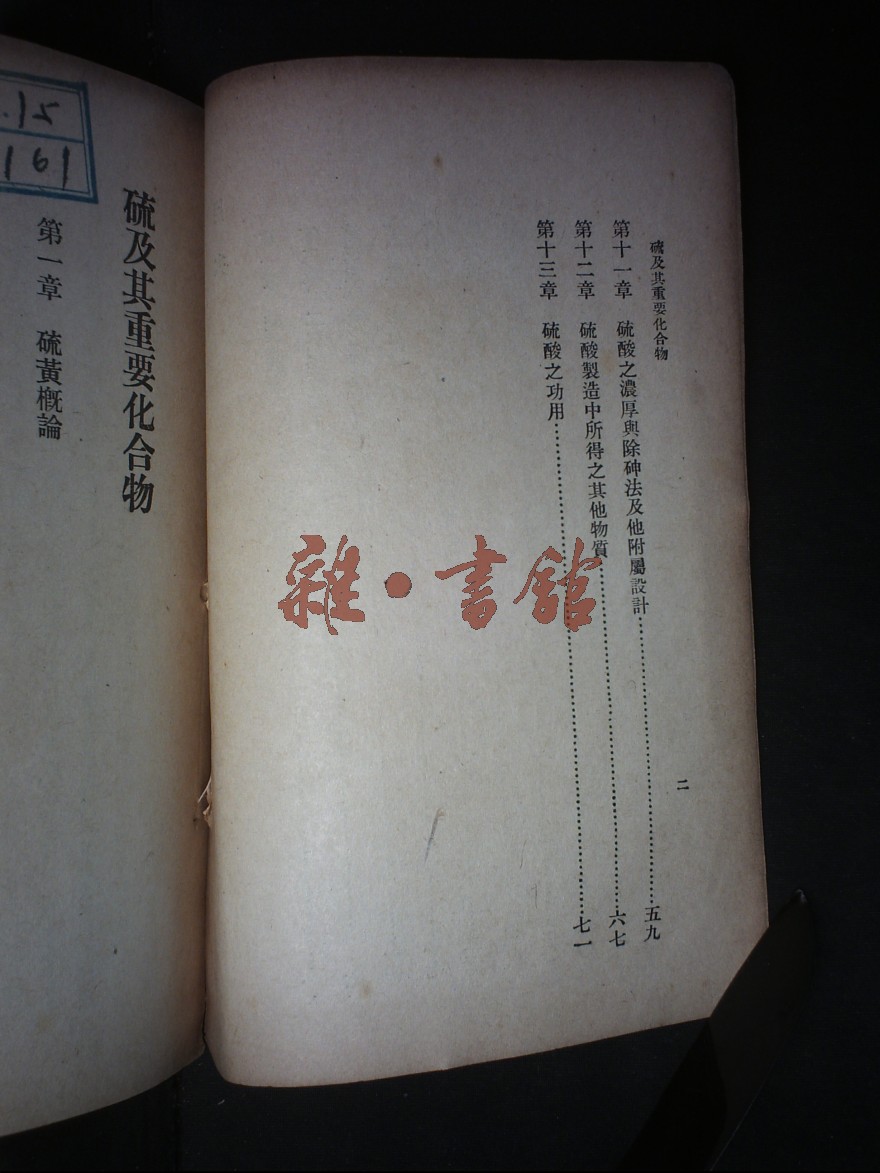 硫及其重要化合物
第十一章 硫酸之濃厚與除砷法及他附屬設計……五九
第十二章 硫酸製造中所得之其他物質……六七
第十三章 硫酸之功用……七一
二
雜·書館
.15
161
硫及其重要化合物
第一章 硫黃概論